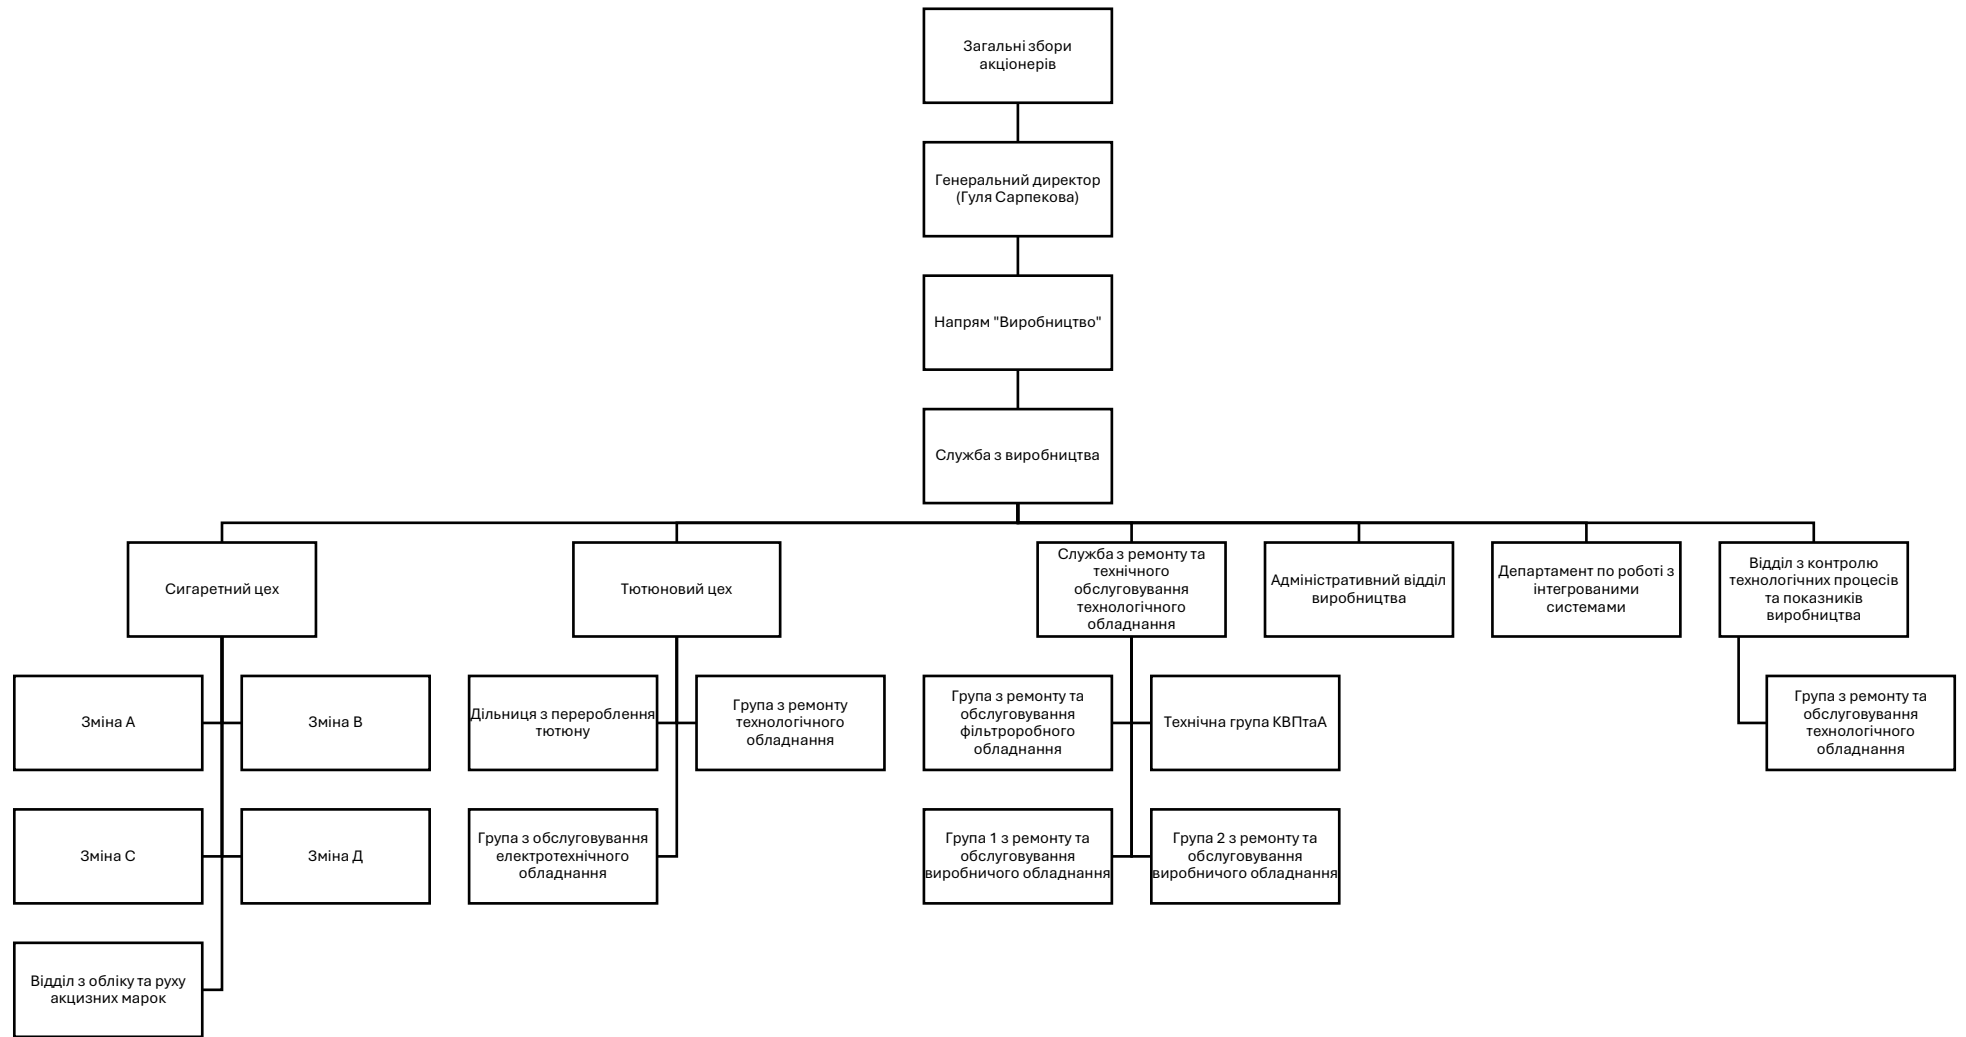 Загальні збори
акціонерів
Генеральний директор
(Гуля Сарпекова)
Напрям "Виробництво"
Служба з виробництва
Сигаретний цех
Тютюновий цех
Служба з ремонту та
технічного
обслуговування
технологічного
обладнання
Адміністративний відділ
виробництва
Департамент по роботі з
інтегрованими
системами
Відділ з контролю
технологічних процесів
та показників
виробництва
Зміна А
Зміна В
Дільниця з перероблення
тютюну
Група з ремонту
технологічного
обладнання
Група з ремонту та
обслуговування
фільтроробного
обладнання
Технічна група КВПтаА
Група з ремонту та
обслуговування
технологічного
обладнання
Зміна С
Зміна Д
Група з обслуговування
електротехнічного
обладнання
Група 1 з ремонту та
обслуговування
виробничого обладнання
Група 2 з ремонту та
обслуговування
виробничого обладнання
Відділ з обліку та руху
акцизних марок